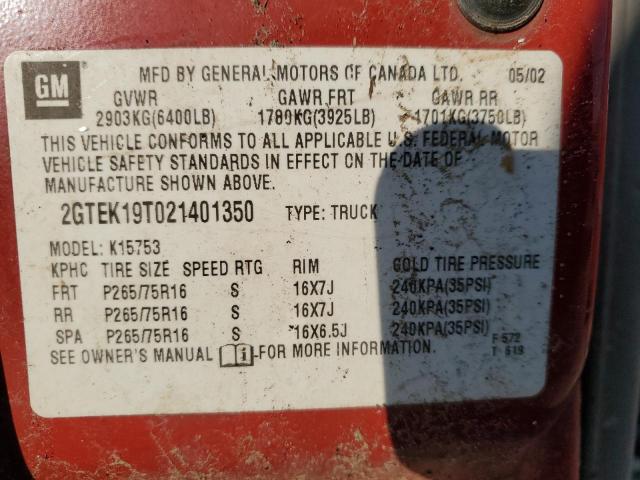 GM
MFD BY GENERAL MOTORS OF CANADA LTD. 05/02
GVWR GAWR FRT GAWR RR
2903KG(6400LB) 1780KG(3925LB) 1701KG(3750LB)
THIS VEHICLE CONFORMS TO ALL APPLICABLE U.S. FEDERAL MOTOR
VEHICLE SAFETY STANDARDS IN EFFECT ON THE DATE OF
MANUFACTURE SHOWN ABOVE.
2GTEK19T021401350 TYPE: TRUCK
MODEL: K15753
KPHC TIRE SIZE SPEED RTG RIM COLD TIRE PRESSURE
FRT P265/75R16 S 16X7J 240KPA(35PSI)
RR P265/75R16 S 16X7J 240KPA(35PSI)
SPA P265/75R16 S 16X6.5J 240KPA(35PSI)
SEE OWNER'S MANUAL FOR MORE INFORMATION. F 572
T 519